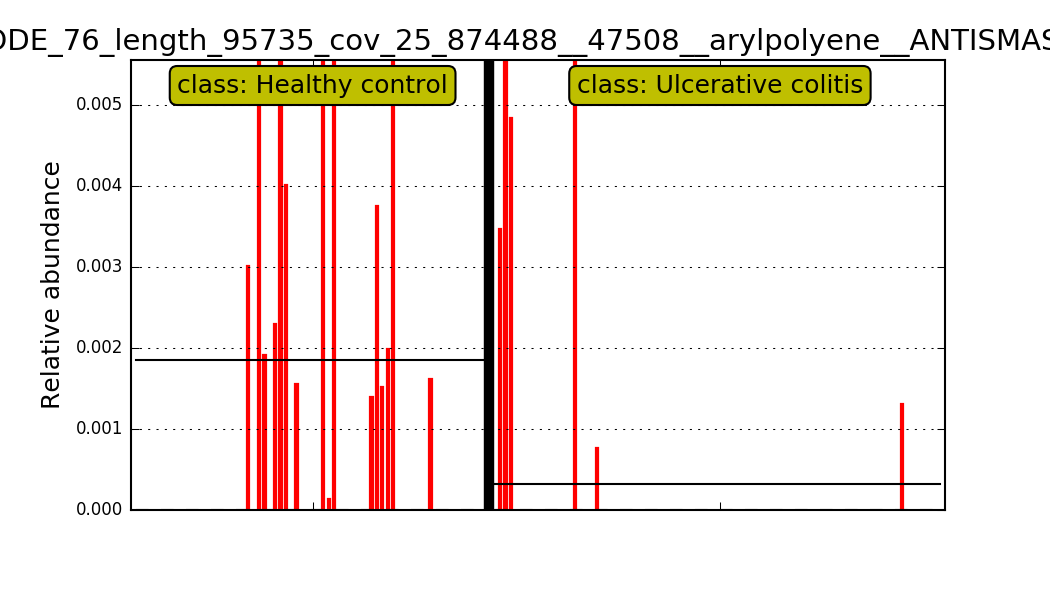 ODE_76_length_95735_cov_25_874488__47508__arylpolyene__ANTISMAS
class: Healthy control
class: Ulcerative colitis
Relative abundance
0.005
0.004
0.003
0.002
0.001
0.000